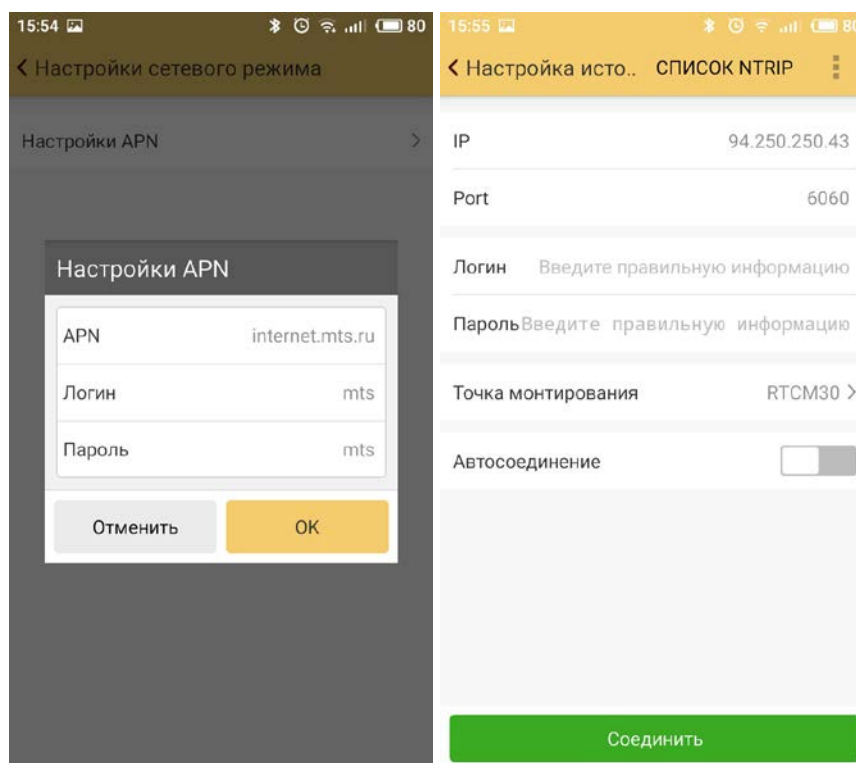 15:54 80
Настройки сетевого режима
Настройки APN
Настройки APN
APN internet.mts.ru
Логин mts
Пароль mts
Отменить OK
15:55 80
Настройка исто.. СПИСОК NTRIP
IP 94.250.250.43
Port 6060
Логин Введите правильную информацию
Пароль Введите правильную информацию
Точка монтирования RTCM30
Автосоединение
Соединить